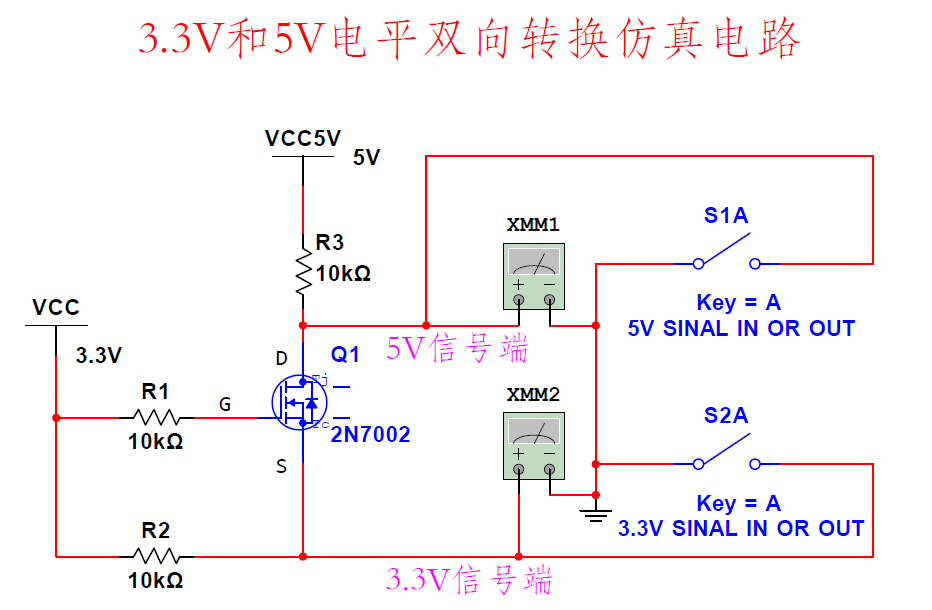 3.3V和5V电平双向转换仿真电路
VCC5V
5V
S1A
XMM1
R3
10kΩ
Key = A
5V SINAL IN OR OUT
VCC
3.3V
5V信号端
D
Q1
R1
G
10kΩ
2N7002
S
XMM2
S2A
Key = A
3.3V SINAL IN OR OUT
R2
10kΩ
3.3V信号端